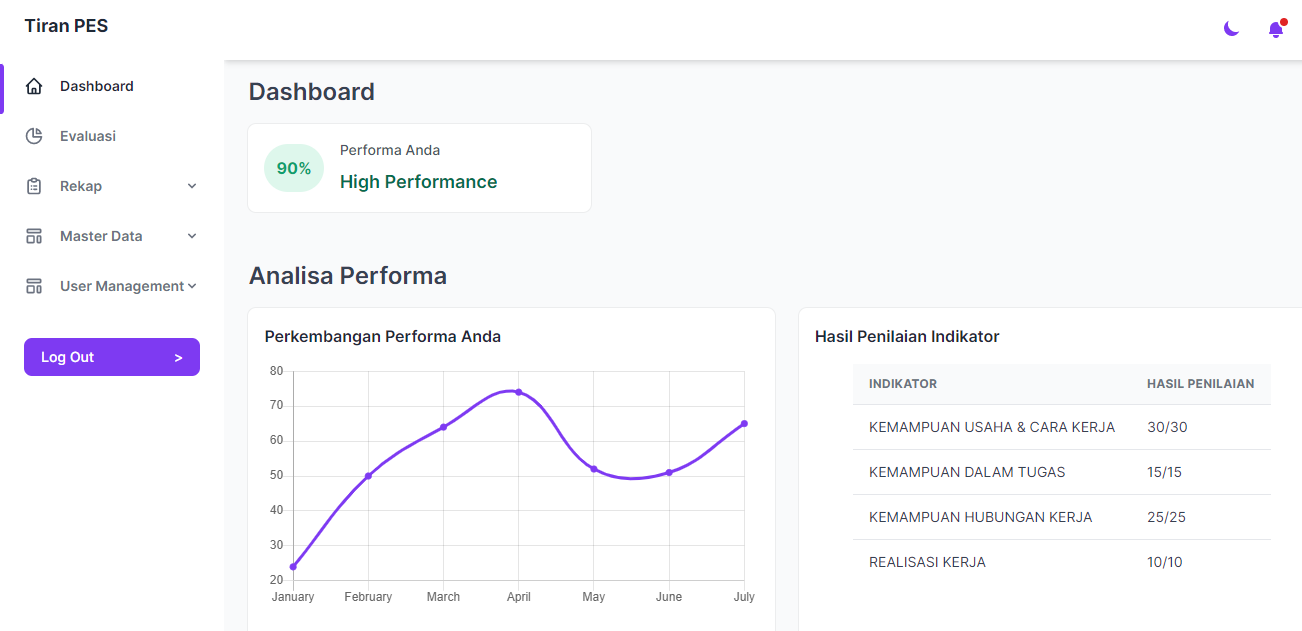 Tiran PES
Dashboard
Evaluasi
Rekap
Master Data
User Management
Log Out >
Dashboard
90%
Performa Anda
High Performance
Analisa Performa
Perkembangan Performa Anda
80
70
60
50
40
30
20
January February March April May June July
Hasil Penilaian Indikator
INDIKATOR HASIL PENILAIAN
KEMAMPUAN USAHA & CARA KERJA 30/30
KEMAMPUAN DALAM TUGAS 15/15
KEMAMPUAN HUBUNGAN KERJA 25/25
REALISASI KERJA 10/10